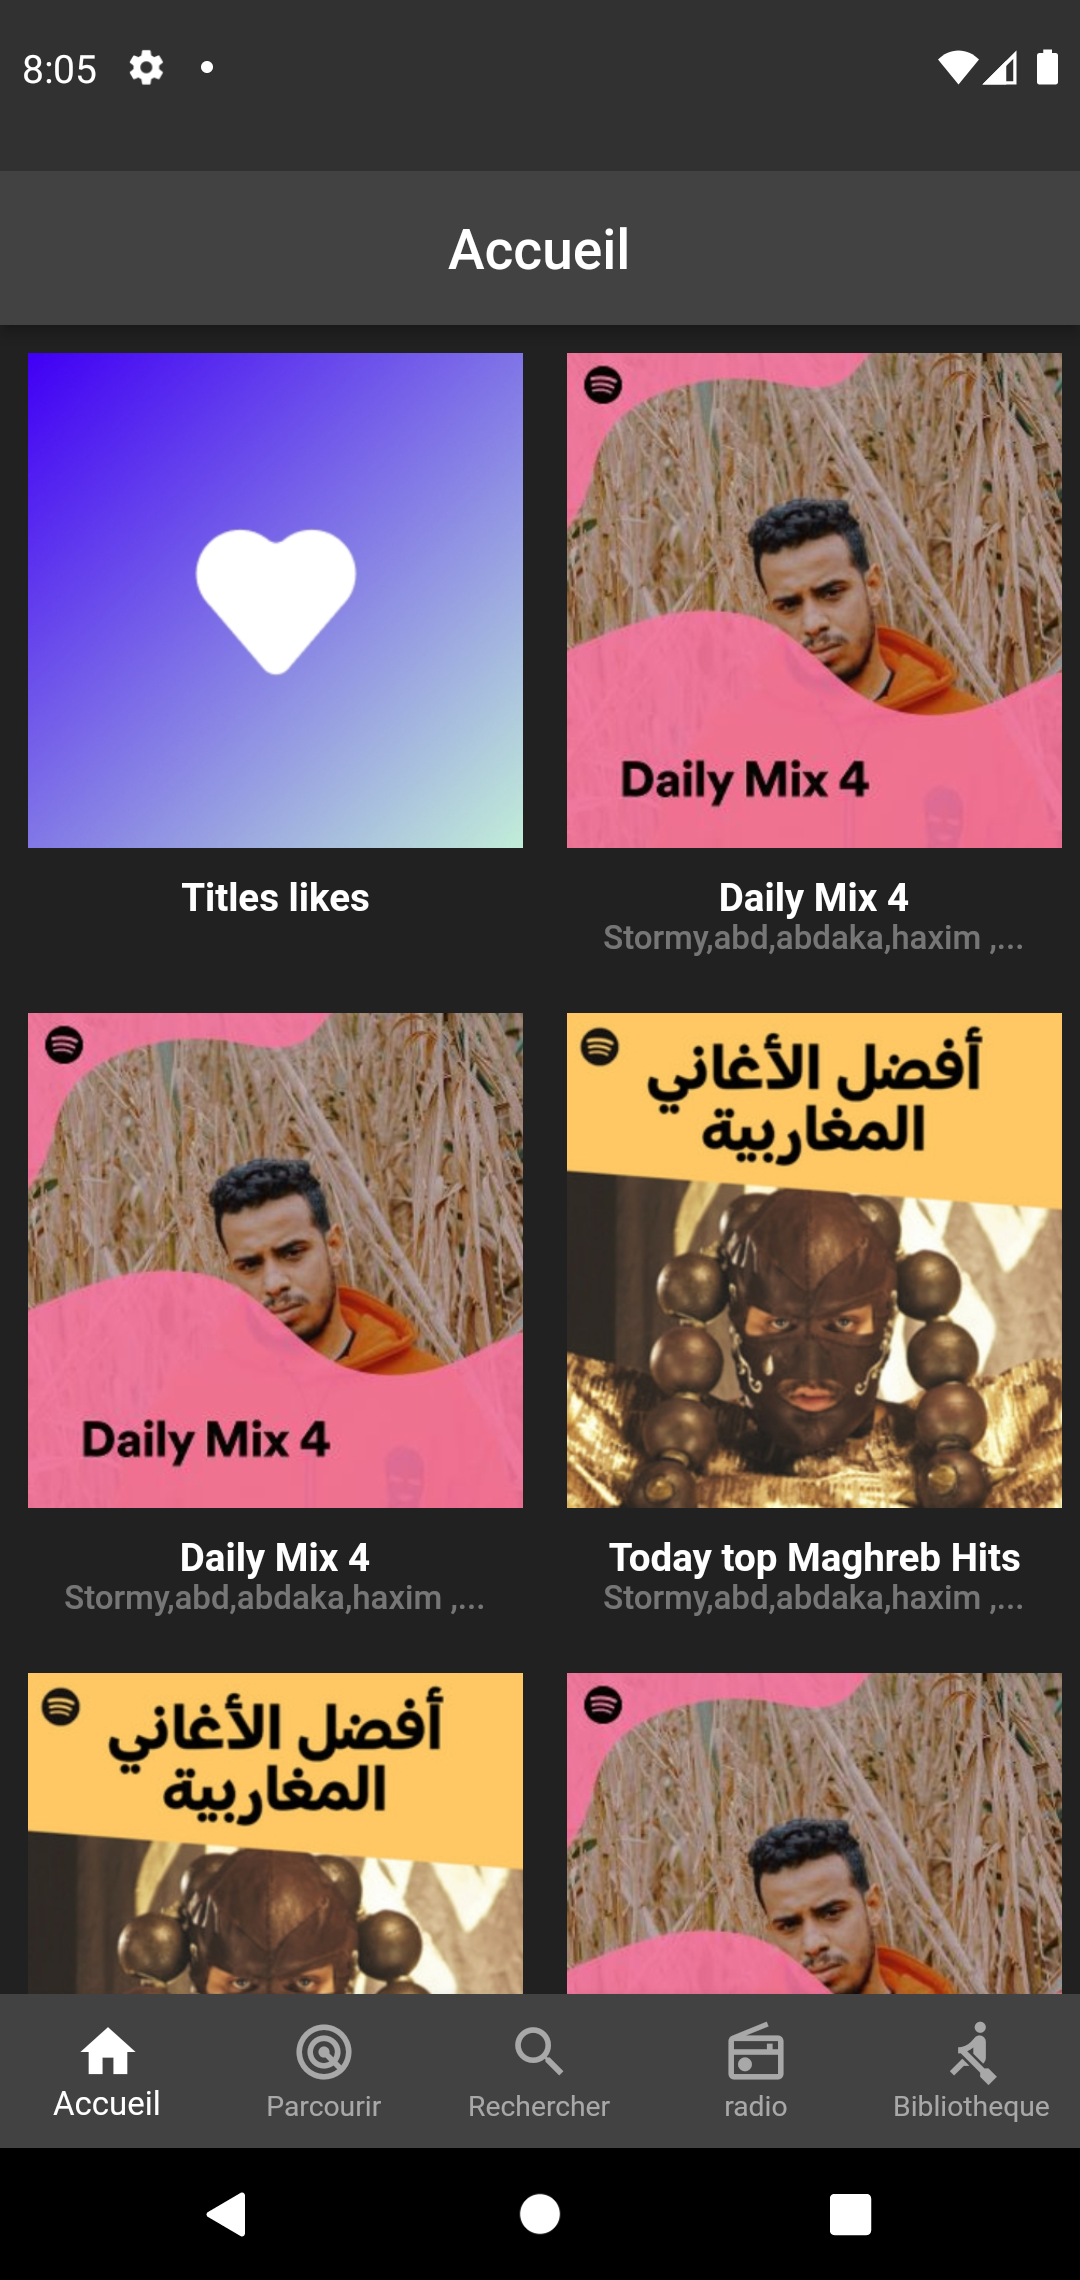 8:05
Accueil
Daily Mix 4
Titles likes
Daily Mix 4
Stormy,abd,abdaka,haxim ,...
Daily Mix 4
أفضل الأغاني
المغاربية
Daily Mix 4
Stormy,abd,abdaka,haxim ,...
Today top Maghreb Hits
Stormy,abd,abdaka,haxim ,...
أفضل الأغاني
المغاربية
Accueil
Parcourir
Rechercher
radio
Bibliotheque